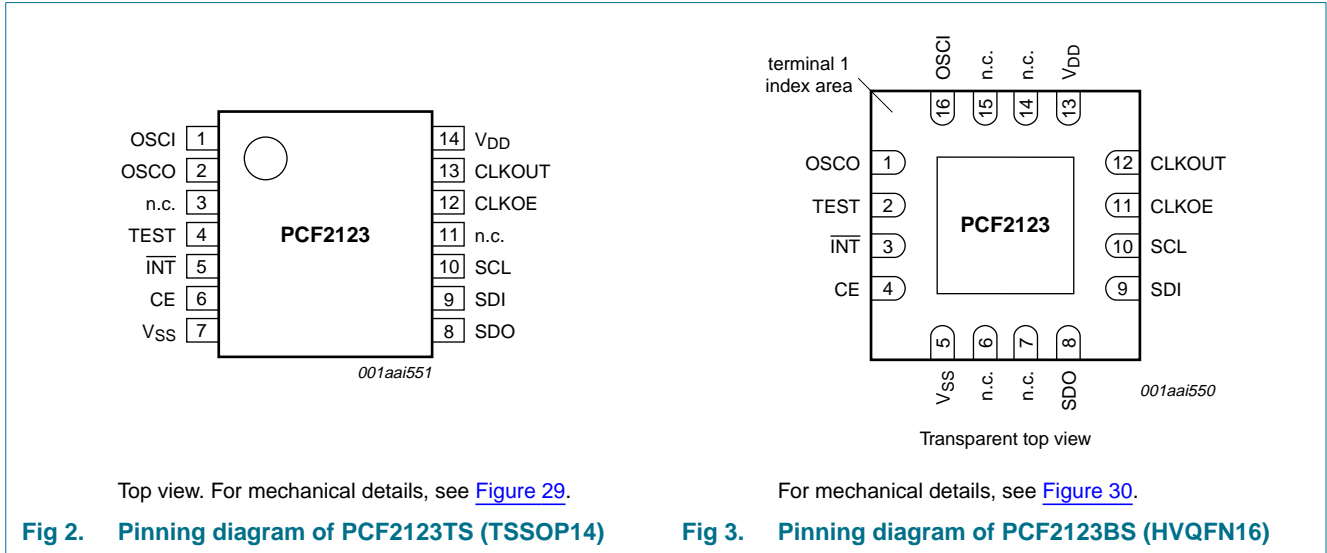 OSCI 1
OSCO 2
n.c. 3
TEST 4
INT 5
CE 6
VSS 7
PCF2123
14 VDD
13 CLKOUT
12 CLKOE
11 n.c.
10 SCL
9 SDI
8 SDO
001aai551
Top view. For mechanical details, see Figure 29.
Fig 2. Pinning diagram of PCF2123TS (TSSOP14)
terminal 1
index area
OSCI
n.c.
n.c.
VDD
16
15
14
13
OSCO 1
TEST 2
INT 3
CE 4
PCF2123
12 CLKOUT
11 CLKOE
10 SCL
9 SDI
5
6
7
8
VSS
n.c.
n.c.
SDO
001aai550
Transparent top view
For mechanical details, see Figure 30.
Fig 3. Pinning diagram of PCF2123BS (HVQFN16)